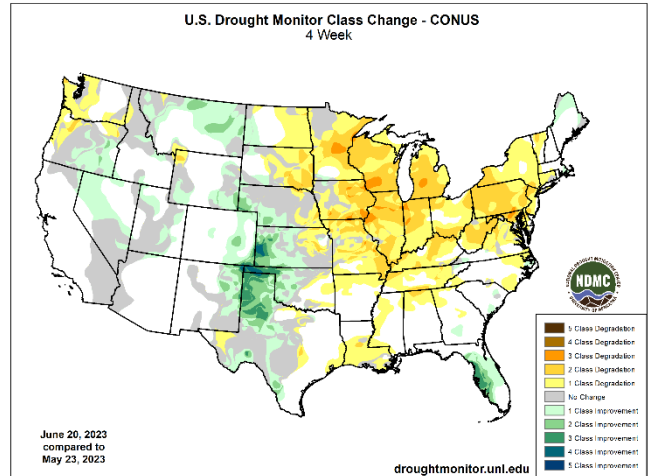 U.S. Drought Monitor Class Change - CONUS
4 Week
NDMC
5 Class Degradation
4 Class Degradation
3 Class Degradation
2 Class Degradation
1 Class Degradation
No Change
1 Class Improvement
2 Class Improvement
3 Class Improvement
4 Class Improvement
5 Class Improvement
June 20, 2023
compared to
May 23, 2023
droughtmonitor.unl.edu